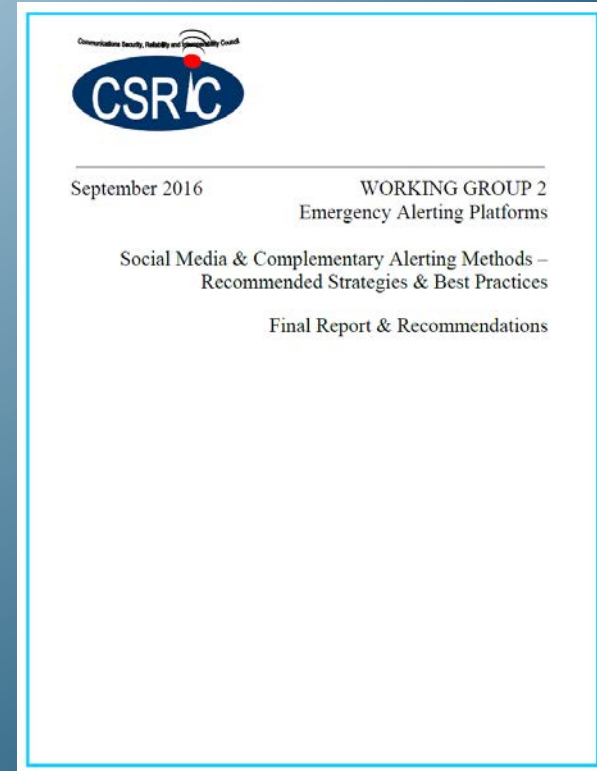 Communications Security, Reliability and Interoperability Council
CSRIC
September 2016
WORKING GROUP 2
Emergency Alerting Platforms
Social Media & Complementary Alerting Methods –
Recommended Strategies & Best Practices
Final Report & Recommendations